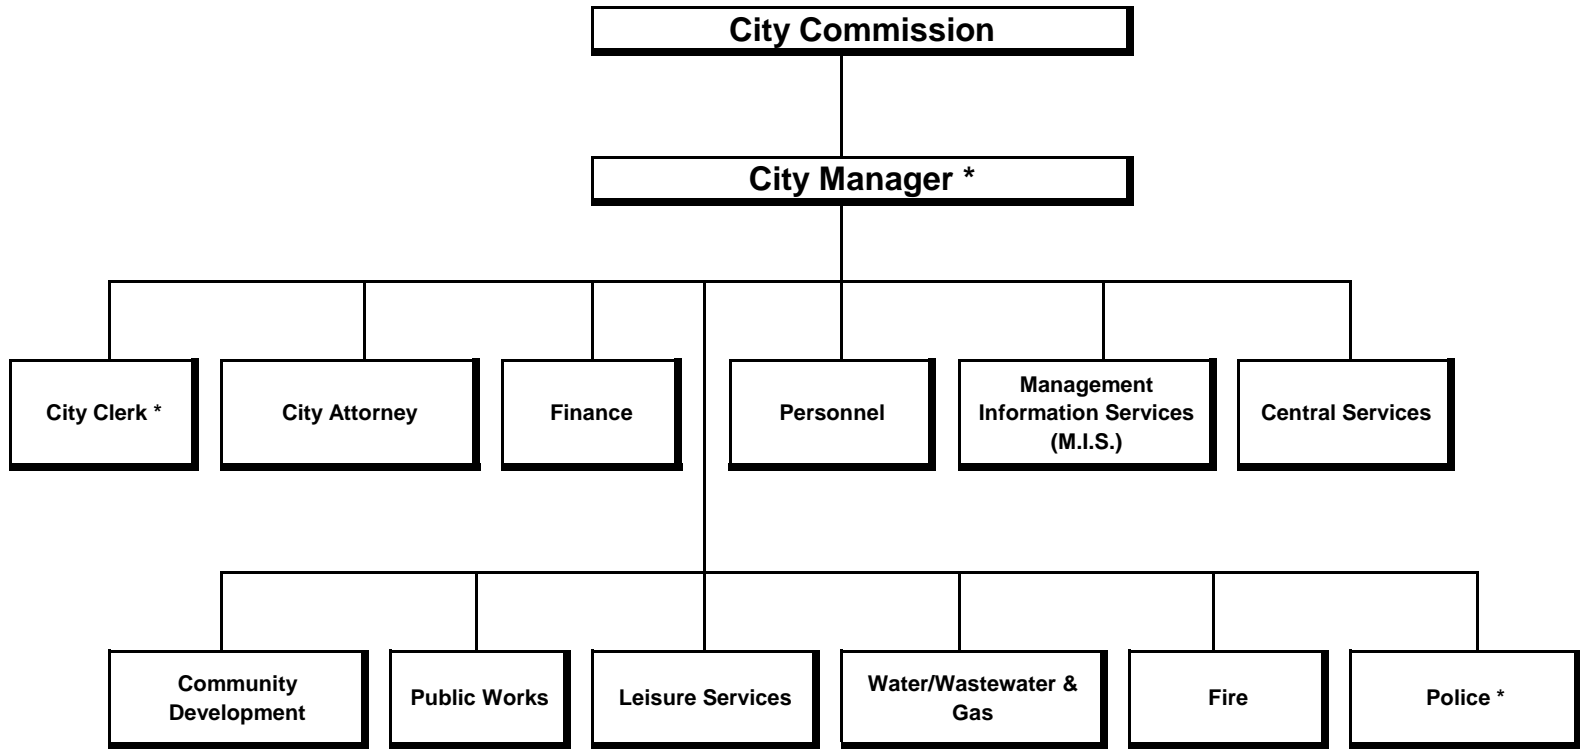 City Commission
City Manager *
City Clerk *
City Attorney
Finance
Personnel
Management
Information Services
(M.I.S.)
Central Services
Community
Development
Public Works
Leisure Services
Water/Wastewater &
Gas
Fire
Police *